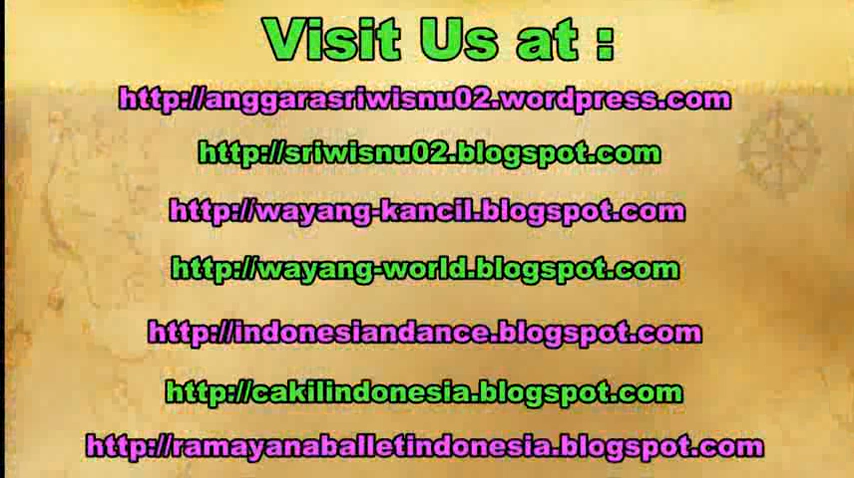 Visit Us at :
http://anggarasriwisnu02.wordpress.com
http://sriwisnu02.blogspot.com
http://wayang-kancil.blogspot.com
http://wayang-world.blogspot.com
http://indonesiandance.blogspot.com
http://cakilindonesia.blogspot.com
http://ramayanaballetindonesia.blogspot.com